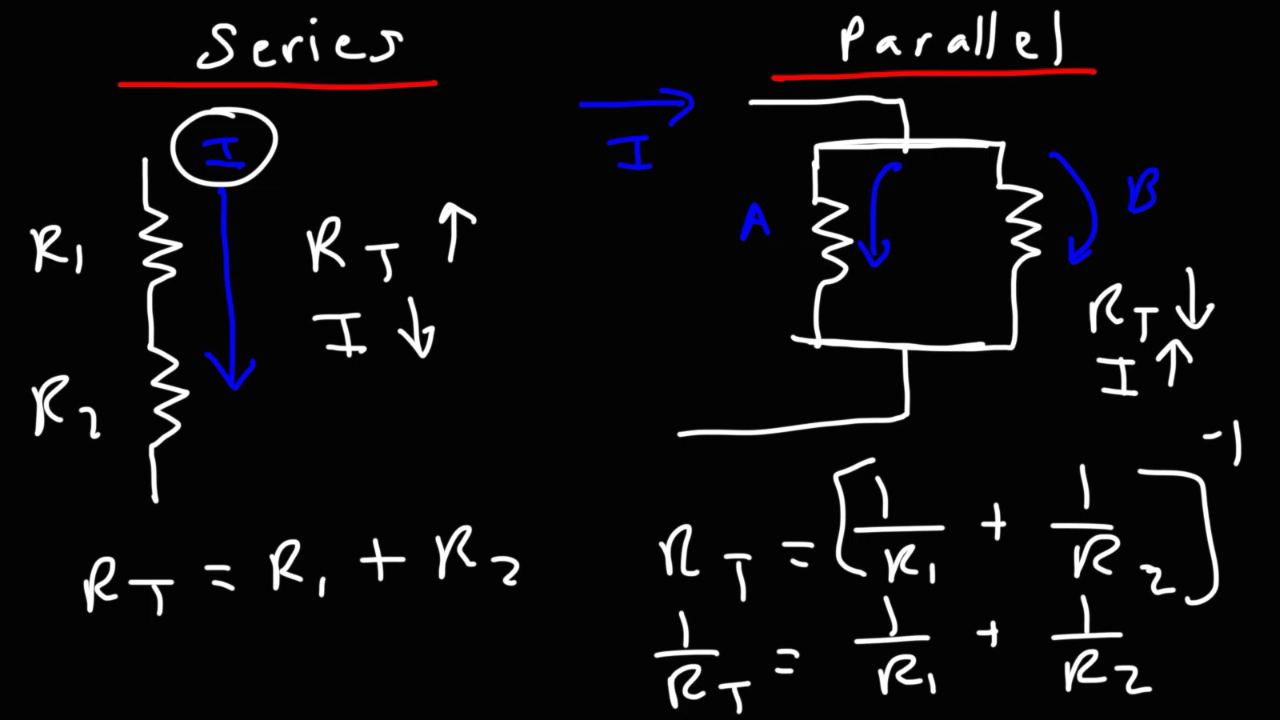 Series
I
R1
R2
RT ↑
I ↓
RT = R1 + R2
Parallel
I
A
B
RT ↓
I ↑
RT = [1/R1 + 1/R2]^-1
1/RT = 1/R1 + 1/R2